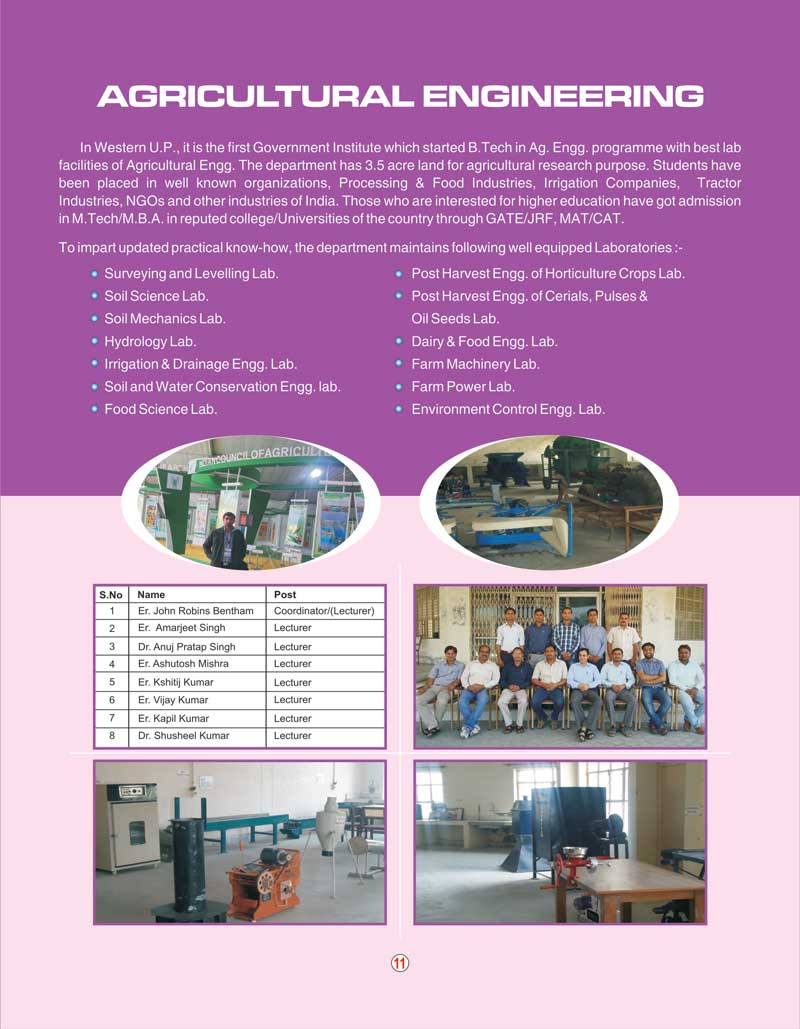 AGRICULTURAL ENGINEERING
In Western U.P., it is the first Government Institute which started B.Tech in Ag. Engg. programme with best lab
facilities of Agricultural Engg. The department has 3.5 acre land for agricultural research purpose. Students have
been placed in well known organizations, Processing & Food Industries, Irrigation Companies, Tractor
Industries, NGOs and other industries of India. Those who are interested for higher education have got admission
in M.Tech/M.B.A. in reputed college/Universities of the country through GATE/JRF, MAT/CAT.
To impart updated practical know-how, the department maintains following well equipped Laboratories :-
Surveying and Levelling Lab.
Soil Science Lab.
Soil Mechanics Lab.
Hydrology Lab.
Irrigation & Drainage Engg. Lab.
Soil and Water Conservation Engg. lab.
Food Science Lab.
Post Harvest Engg. of Horticulture Crops Lab.
Post Harvest Engg. of Cerials, Pulses &
Oil Seeds Lab.
Dairy & Food Engg. Lab.
Farm Machinery Lab.
Farm Power Lab.
Environment Control Engg. Lab.
COUNCIL OF AGRICULT
S.No Name Post
1 Er. John Robins Bentham Coordinator/(Lecturer)
2 Er. Amarjeet Singh Lecturer
3 Dr. Anuj Pratap Singh Lecturer
4 Er. Ashutosh Mishra Lecturer
5 Er. Kshitij Kumar Lecturer
6 Er. Vijay Kumar Lecturer
7 Er. Kapil Kumar Lecturer
8 Dr. Shusheel Kumar Lecturer
11